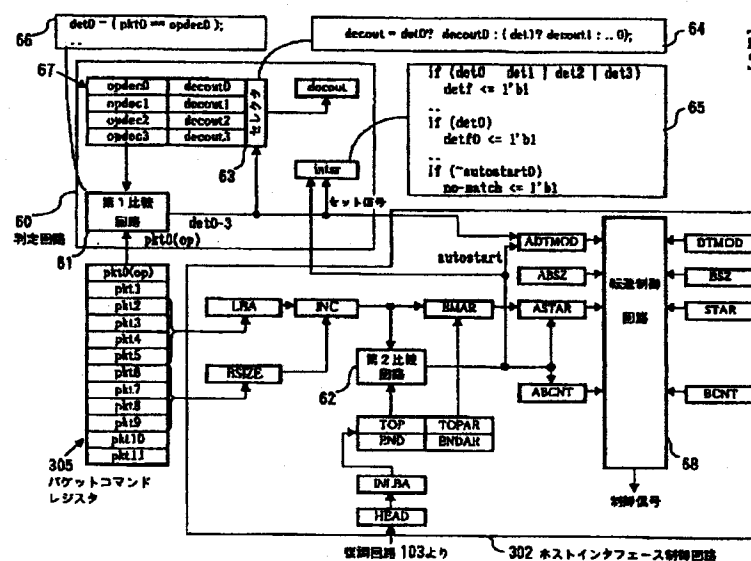 66
det0 = ( pkt0 == opdec0 );
..
decout = det0? decout0 : (det1? decout1 : .. 0);
64
67
opdec0 decout0
opdec1 decout1
opdec2 decout2
opdec3 decout3
セレクタ
63
decout
if (det0 det1 | det2 | det3)
detf <= 1'b1
..
if (det0)
detf0 <= 1'b1
..
if (~autostart0)
no-match <= 1'b1
65
intsr
セット信号
60
判定回路
第1比較
回路
61
det0-3
pkt0(op)
autostart
pkt0(op)
pkt1
pkt2
pkt3
pkt4
pkt5
pkt6
pkt7
pkt8
pkt9
pkt10
pkt11
305
パケットコマンド
レジスタ
LBA
INC
BMAR
RSIZE
第2比較
回路
62
TOP TOPAR
END ENDAR
INLBA
HEAD
復調回路 103より
ADTMOD
ABSZ
ASTAR
ABCNT
転送制御
回路
DTMOD
BSZ
STAR
BCNT
68
制御信号
302 ホストインタフェース制御回路